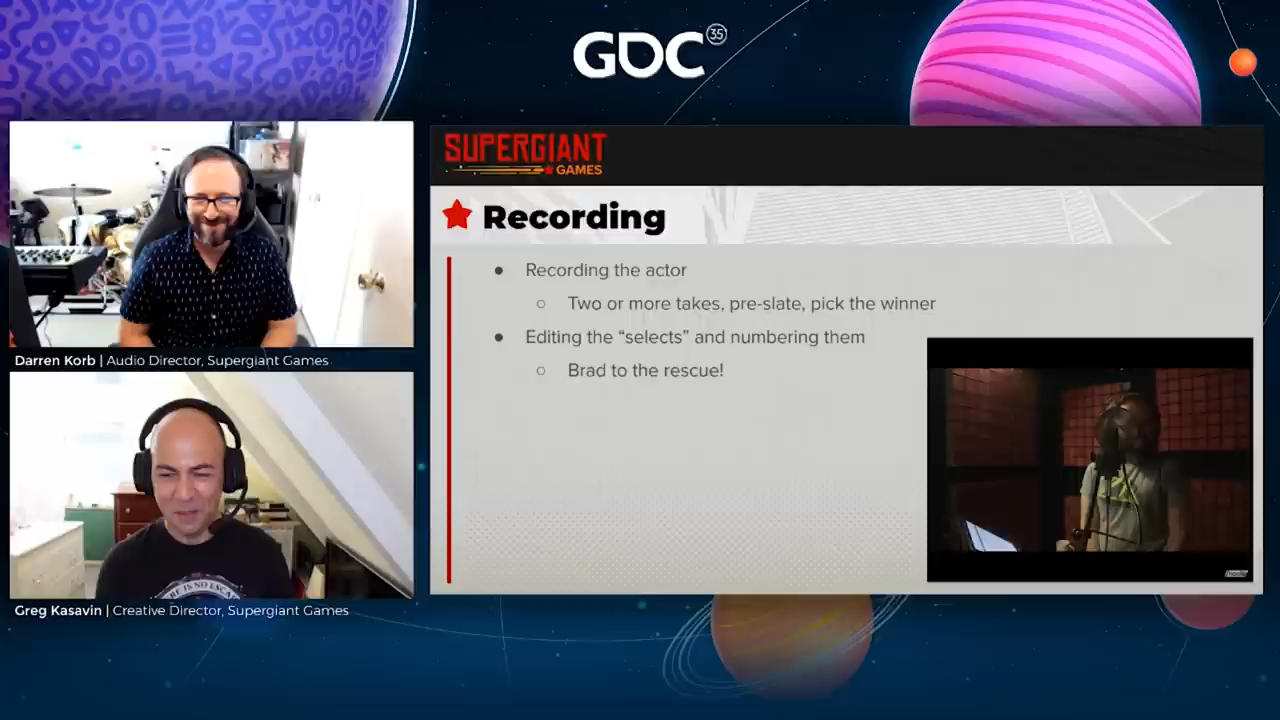 GDC 35
SUPERGIANT
GAMES
Recording
Recording the actor
Two or more takes, pre-slate, pick the winner
Editing the “selects” and numbering them
Brad to the rescue!
Darren Korb | Audio Director, Supergiant Games
Greg Kasavin | Creative Director, Supergiant Games